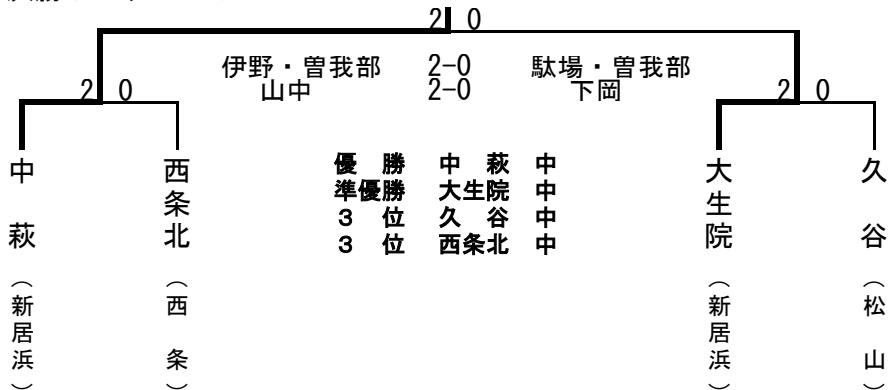 2 0
伊野・曽我部 2-0 駄場・曽我部
山中 2-0 下岡
2 0
2 0
優勝 中萩中
準優勝 大生院中
3位 久谷中
3位 西条北中
中萩（新居浜）
西条北（西条）
大生院（新居浜）
久谷（松山）